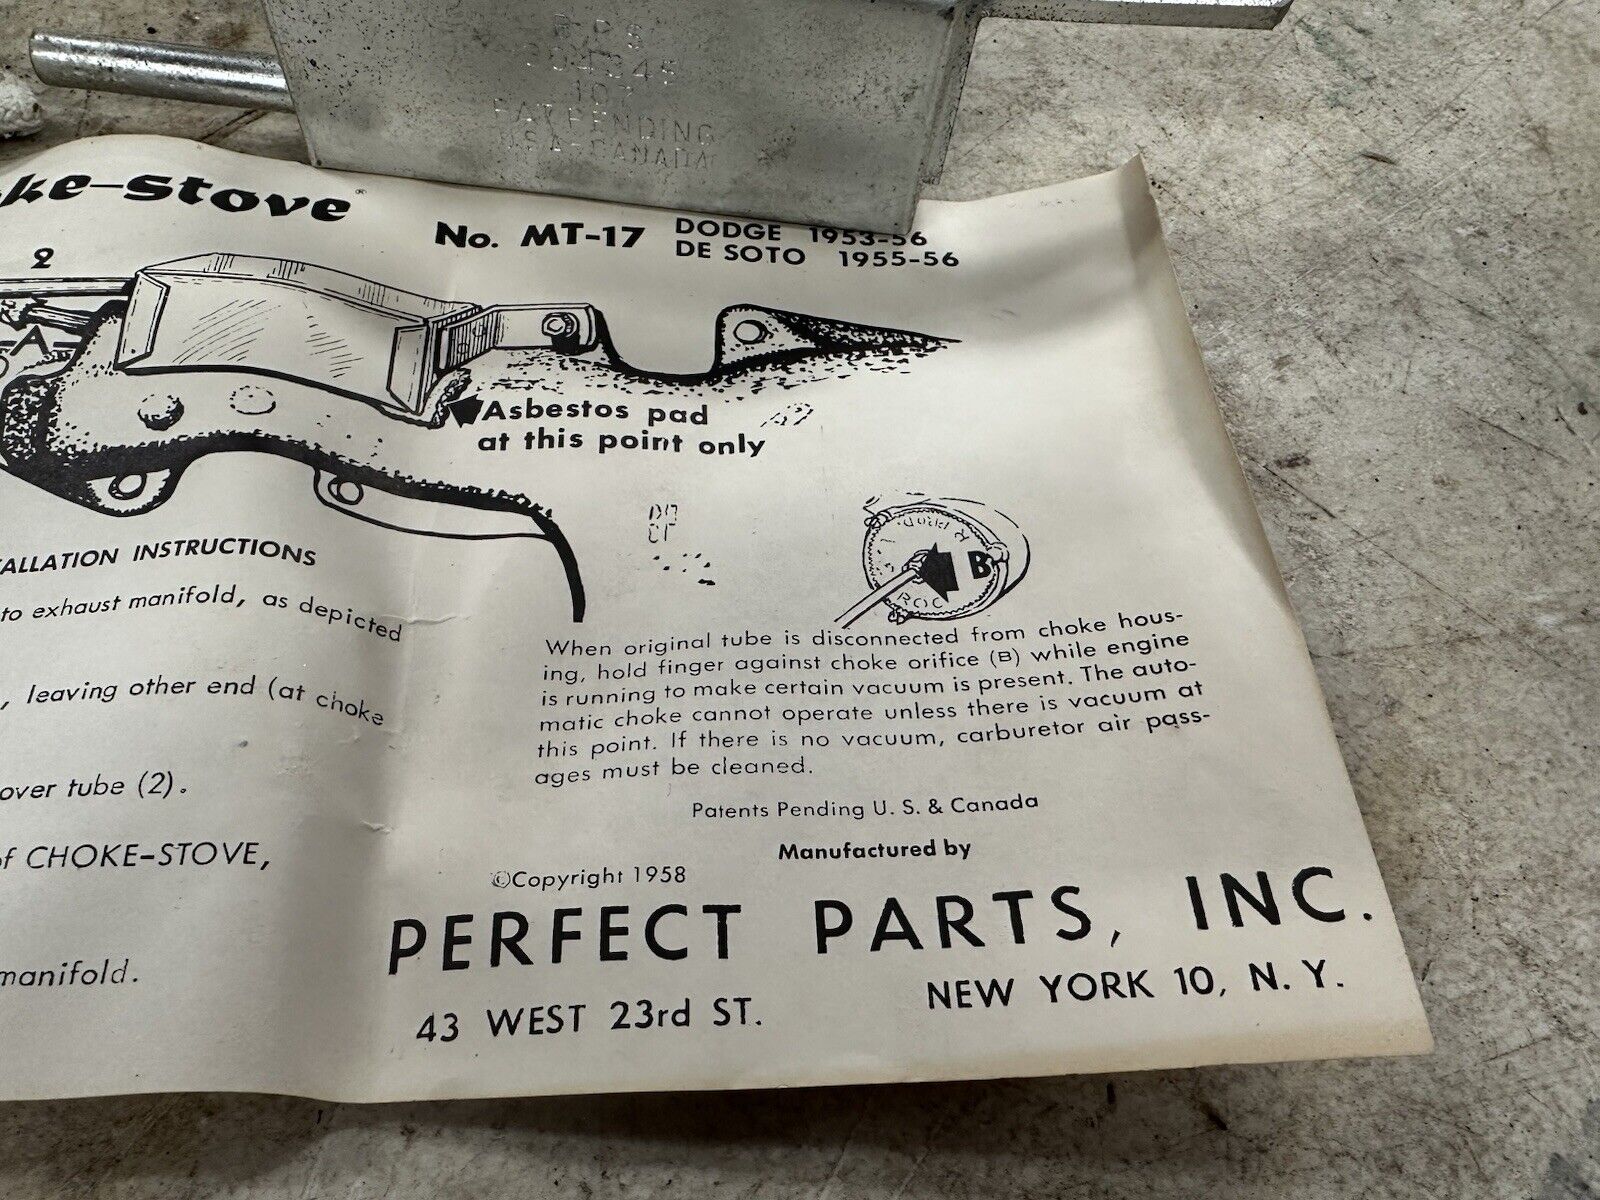 PAT PENDING
ke-stove®
No. MT-17 DODGE 1953-56
DE SOTO 1955-56
2
A
Asbestos pad
at this point only
B
ALLATION INSTRUCTIONS
to exhaust manifold, as depicted
, leaving other end (at choke
over tube (2).
of CHOKE-STOVE,
manifold.
When original tube is disconnected from choke hous-
ing, hold finger against choke orifice (B) while engine
is running to make certain vacuum is present. The auto-
matic choke cannot operate unless there is vacuum at
this point. If there is no vacuum, carburetor air pass-
ages must be cleaned.
Patents Pending U. S. & Canada
Manufactured by
©Copyright 1958
PERFECT PARTS, INC.
43 WEST 23rd ST. NEW YORK 10, N. Y.